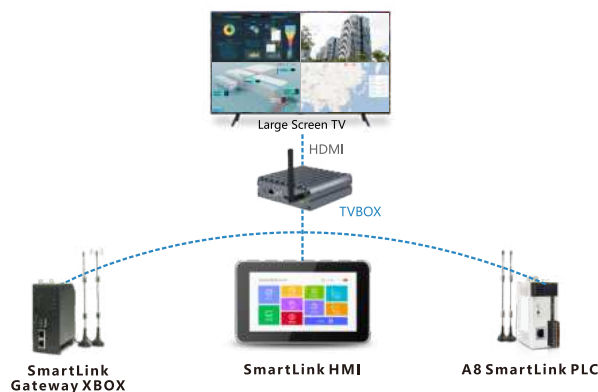 Large Screen TV
HDMI
TVBOX
SmartLink
Gateway XBOX
SmartLink HMI
A8 SmartLink PLC